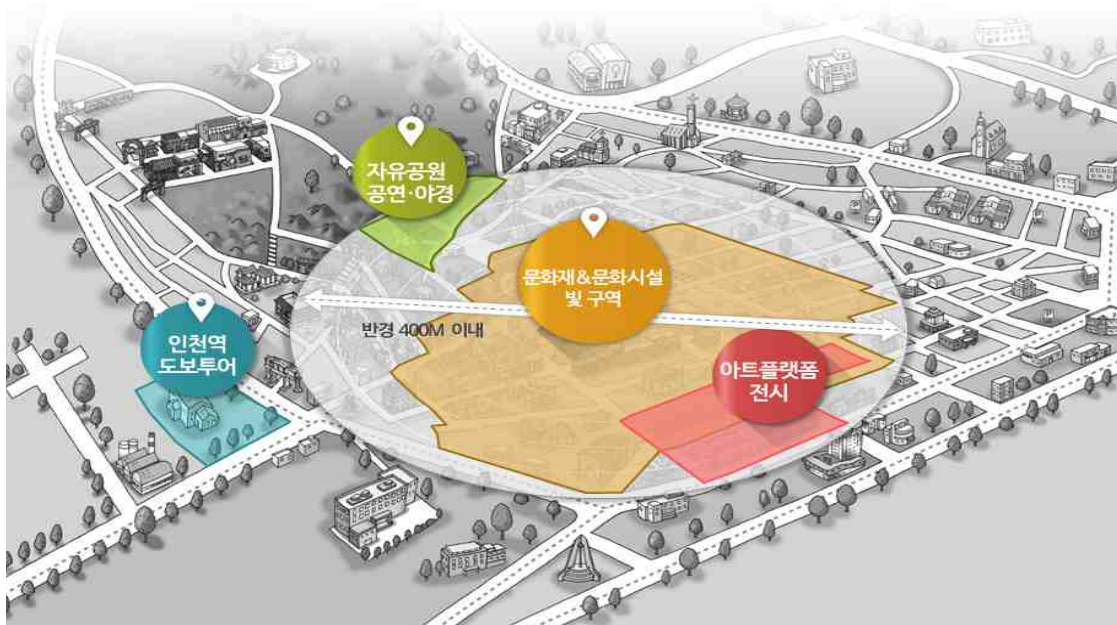 자유공원
공연·야경
문화재&문화시설
빛 구역
반경 400M 이내
인천역
도보투어
아트플랫폼
전시